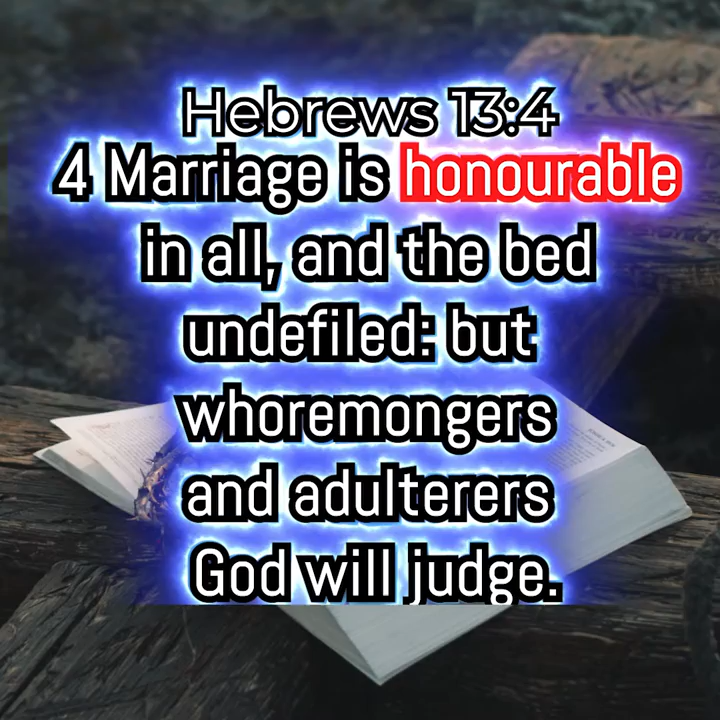 Hebrews 13:4
4 Marriage is honourable
in all, and the bed
undefiled: but
whoremongers
and adulterers
God will judge.